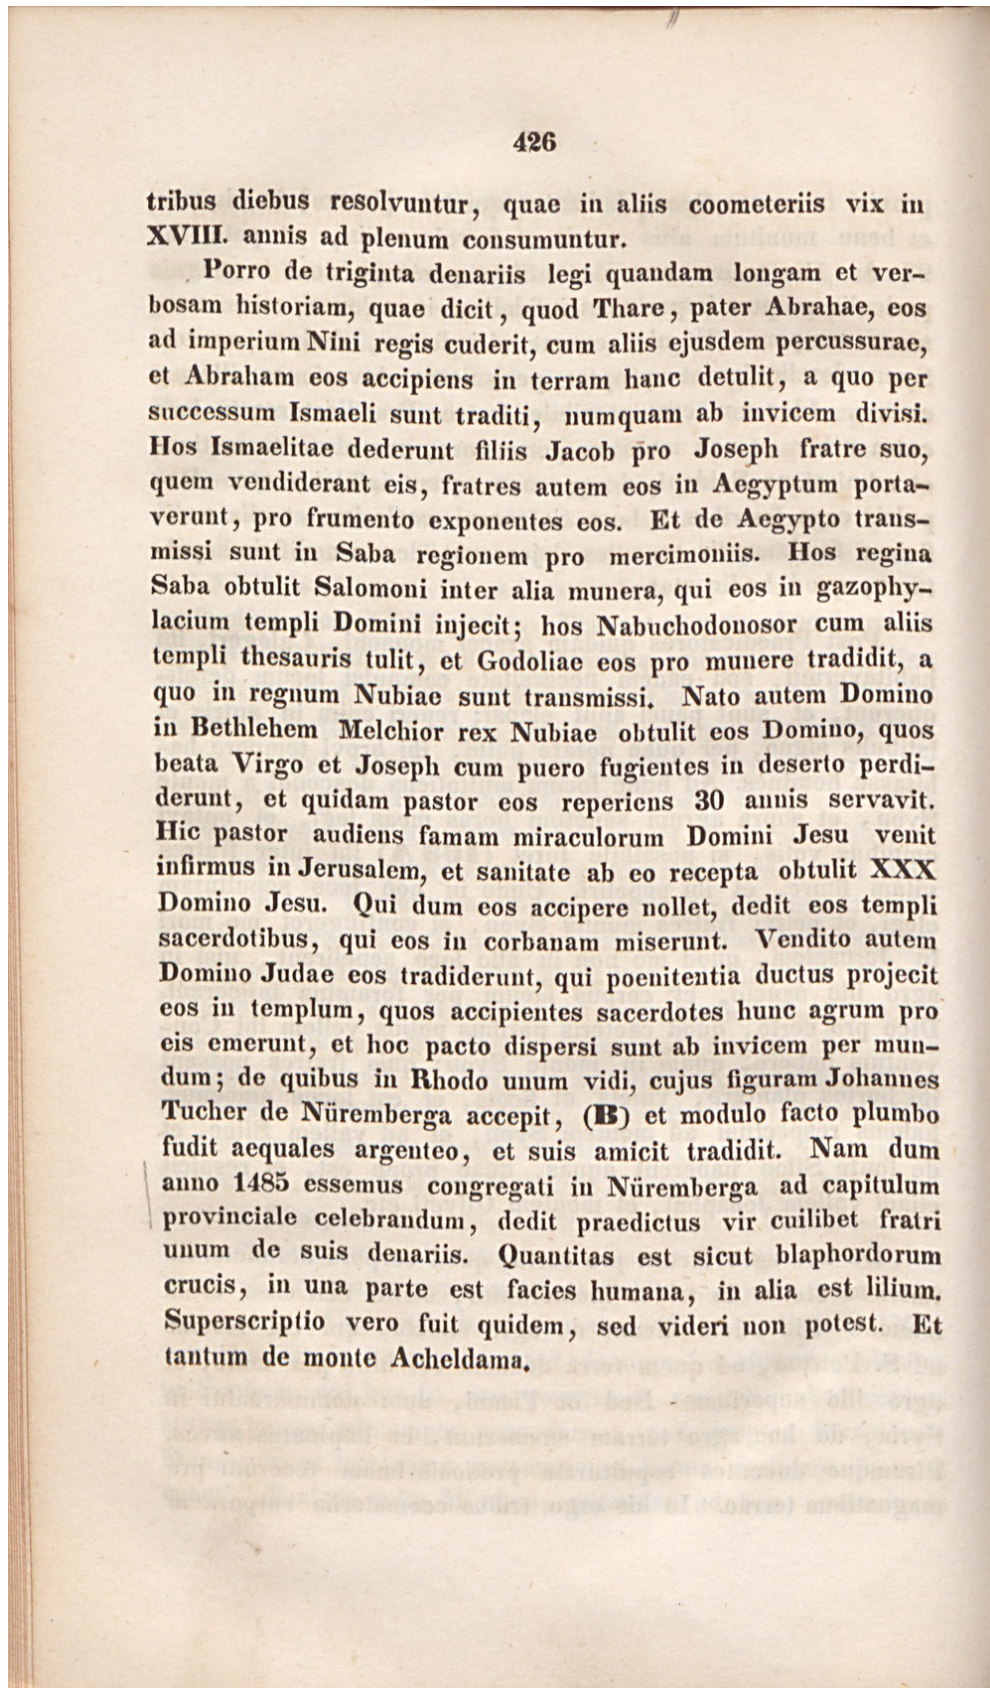 426
tribus diebus resolvuntur, quae in aliis coometeriis vix in
XVIII. annis ad plenum consumuntur.
Porro de triginta denariis legi quandam longam et ver-
bosam historiam, quae dicit, quod Thare, pater Abrahae, eos
ad imperium Nini regis cuderit, cum aliis ejusdem percussurae,
et Abraham eos accipiens in terram hanc detulit, a quo per
successum Ismaeli sunt traditi, numquam ab invicem divisi.
Hos Ismaelitae dederunt filiis Jacob pro Joseph fratre suo,
quem vendiderant eis, fratres autem eos in Aegyptum porta-
verunt, pro frumento exponentes eos. Et de Aegypto trans-
missi sunt in Saba regionem pro mercimoniis. Hos regina
Saba obtulit Salomoni inter alia munera, qui eos in gazophy-
lacium templi Domini injecit; hos Nabuchodonosor cum aliis
templi thesauris tulit, et Godoliae eos pro munere tradidit, a
quo in regnum Nubiae sunt transmissi. Nato autem Domino
in Bethlehem Melchior rex Nubiae obtulit eos Domino, quos
beata Virgo et Joseph cum puero fugientes in deserto perdi-
derunt, et quidam pastor eos reperiens 30 annis servavit.
Hic pastor audiens famam miraculorum Domini Jesu venit
infirmus in Jerusalem, et sanitate ab eo recepta obtulit XXX
Domino Jesu. Qui dum eos accipere nollet, dedit eos templi
sacerdotibus, qui eos in corbanam miserunt. Vendito autem
Domino Judae eos tradiderunt, qui poenitentia ductus projecit
eos in templum, quos accipientes sacerdotes hunc agrum pro
eis emerunt, et hoc pacto dispersi sunt ab invicem per mun-
dum; de quibus in Rhodo unum vidi, cujus figuram Johannes
Tucher de Nüremberga accepit, (B) et modulo facto plumbo
fudit aequales argenteo, et suis amicit tradidit. Nam dum
anno 1485 essemus congregati in Nüremberga ad capitulum
provinciale celebrandum, dedit praedictus vir cuilibet fratri
unum de suis denariis. Quantitas est sicut blaphordorum
crucis, in una parte est facies humana, in alia est lilium.
Superscriptio vero fuit quidem, sed videri non potest. Et
tantum de monte Acheldama.